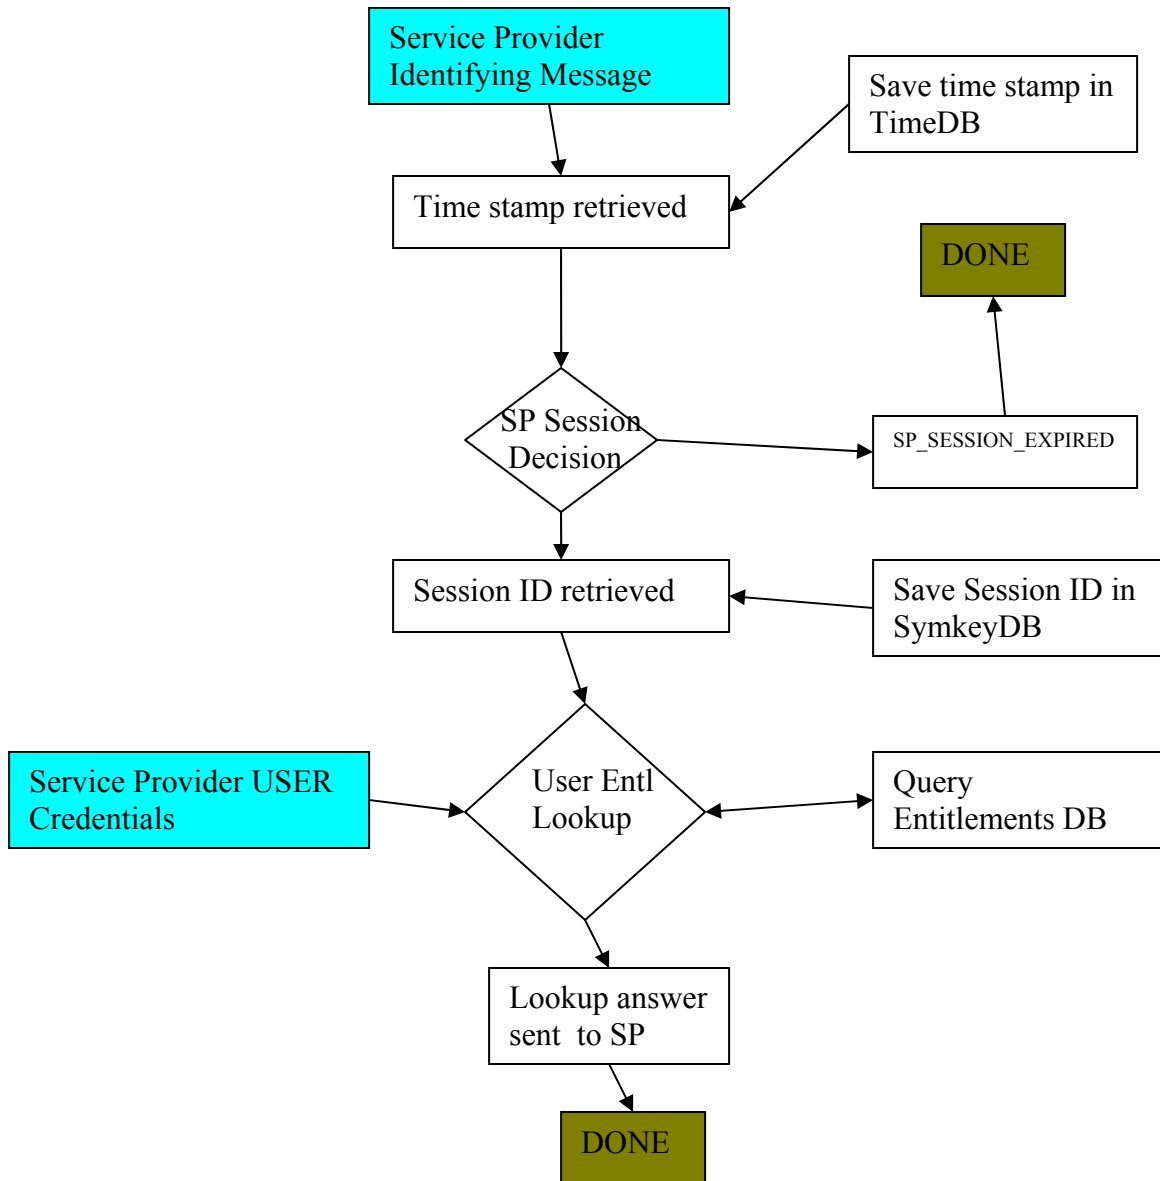 Service Provider
Identifying Message
Save time stamp in
TimeDB
Time stamp retrieved
DONE
SP Session
Decision
SP_SESSION_EXPIRED
Session ID retrieved
Save Session ID in
SymkeyDB
Service Provider USER
Credentials
User Entl
Lookup
Query
Entitlements DB
Lookup answer
sent  to SP
DONE